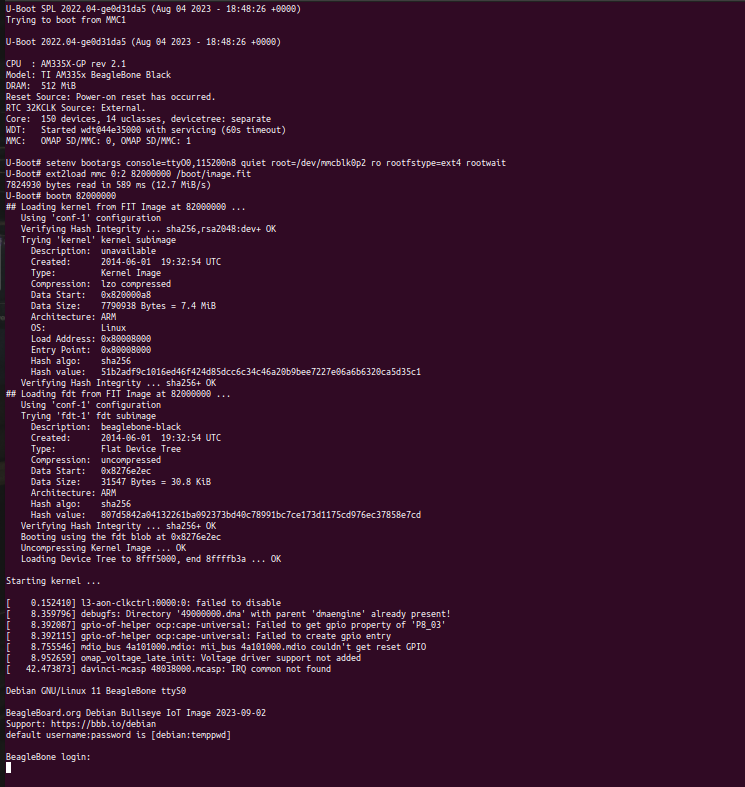 U-Boot SPL 2022.04-ge0d31da5 (Aug 04 2023 - 18:48:26 +0000)
Trying to boot from MMC1
U-Boot 2022.04-ge0d31da5 (Aug 04 2023 - 18:48:26 +0000)
CPU  : AM335X-GP rev 2.1
Model: TI AM335x BeagleBone Black
DRAM:  512 MiB
Reset Source: Power-on reset has occurred.
RTC 32KCLK Source: External.
Core:  150 devices, 14 uclasses, devicetree: separate
WDT:   Started wdt@44e35000 with servicing (60s timeout)
MMC:   OMAP SD/MMC: 0, OMAP SD/MMC: 1
U-Boot# setenv bootargs console=ttyO0,115200n8 quiet root=/dev/mmcblk0p2 ro rootfstype=ext4 rootwait
U-Boot# ext2load mmc 0:2 82000000 /boot/image.fit
7824930 bytes read in 589 ms (12.7 MiB/s)
U-Boot# bootm 82000000
## Loading kernel from FIT Image at 82000000 ...
   Using 'conf-1' configuration
   Verifying Hash Integrity ... sha256,rsa2048:dev+ OK
   Trying 'kernel' kernel subimage
     Description:  unavailable
     Created:      2014-06-01  19:32:54 UTC
     Type:         Kernel Image
     Compression:  lzo compressed
     Data Start:   0x820000a8
     Data Size:    7790938 Bytes = 7.4 MiB
     Architecture: ARM
     OS:           Linux
     Load Address: 0x80008000
     Entry Point:  0x80008000
     Hash algo:    sha256
     Hash value:   51b2adf9c1016ed46f424d85dcc6c34c46a20b9bee7227e06a6b6320ca5d35c1
   Verifying Hash Integrity ... sha256+ OK
## Loading fdt from FIT Image at 82000000 ...
   Using 'conf-1' configuration
   Trying 'fdt-1' fdt subimage
     Description:  beaglebone-black
     Created:      2014-06-01  19:32:54 UTC
     Type:         Flat Device Tree
     Compression:  uncompressed
     Data Start:   0x8276e2ec
     Data Size:    31547 Bytes = 30.8 KiB
     Architecture: ARM
     Hash algo:    sha256
     Hash value:   807d5842a04132261ba092373bd40c78991bc7ce173d1175cd976ec37858e7cd
   Verifying Hash Integrity ... sha256+ OK
   Booting using the fdt blob at 0x8276e2ec
   Uncompressing Kernel Image ... OK
   Loading Device Tree to 8fff5000, end 8ffffb3a ... OK
Starting kernel ...
[    0.152410] l3-aon-clkctrl:0000:0: failed to disable
[    8.359796] debugfs: Directory '49000000.dma' with parent 'dmaengine' already present!
[    8.392087] gpio-of-helper ocp:cape-universal: Failed to get gpio property of 'P8_03'
[    8.392115] gpio-of-helper ocp:cape-universal: Failed to create gpio entry
[    8.755546] mdio_bus 4a101000.mdio: mii_bus 4a101000.mdio couldn't get reset GPIO
[    8.952659] omap_voltage_late_init: Voltage driver support not added
[   42.473873] davinci-mcasp 48038000.mcasp: IRQ common not found
Debian GNU/Linux 11 BeagleBone ttyS0
BeagleBoard.org Debian Bullseye IoT Image 2023-09-02
Support: https://bbb.io/debian
default username:password is [debian:temppwd]
BeagleBone login: